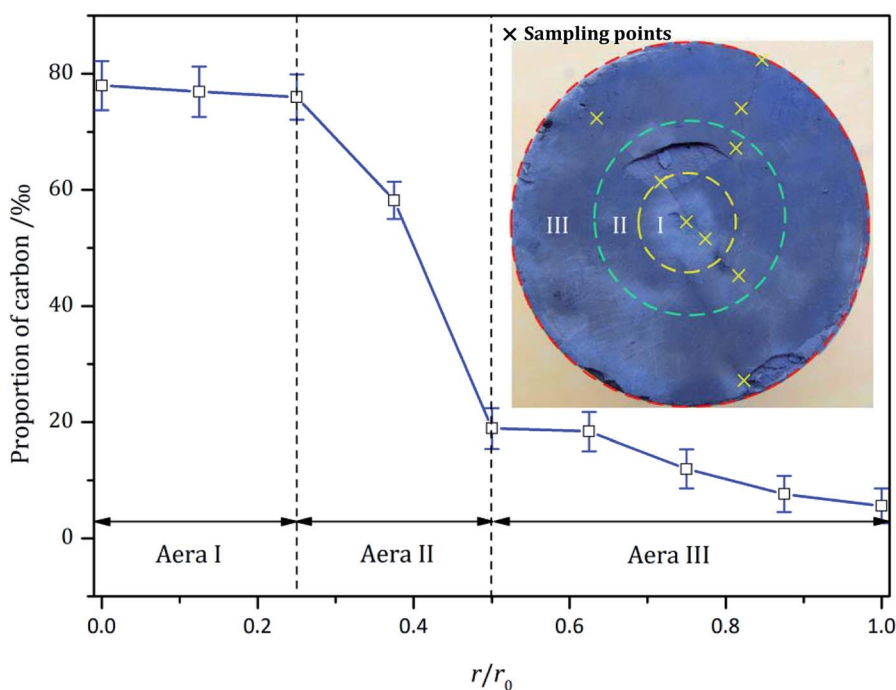 × Sampling points
Proportion of carbon /‰
80
60
40
20
0
III
II
I
Aera I
Aera II
Aera III
0.0
0.2
0.4
0.6
0.8
1.0
r/r₀